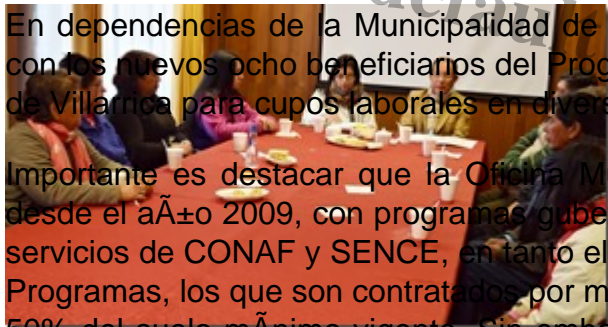 En dependencias de la Municipalidad de
con los nuevos ocho beneficiarios del Prog
de Villarrica para cupos laborales en divers
Importante es destacar que la Oficina M
desde el aÃ±o 2009, con programas gube
servicios de CONAF y SENCE, en tanto el
Programas, los que son contratados por m